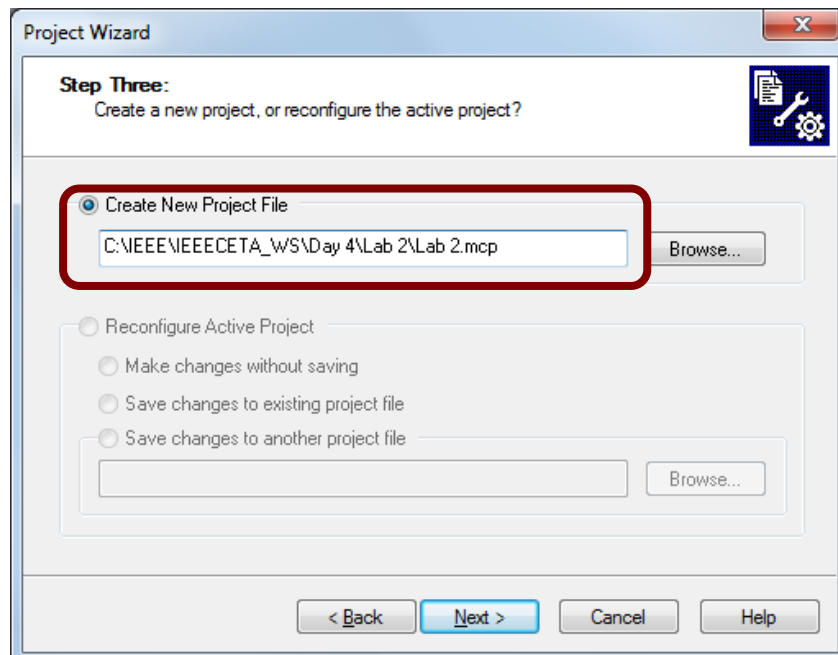 Project Wizard
Step Three:
Create a new project, or reconfigure the active project?
Create New Project File
C:\IEEE\IEEECETA_WS\Day 4\Lab 2\Lab 2.mcp
Browse...
Reconfigure Active Project
Make changes without saving
Save changes to existing project file
Save changes to another project file
Browse...
< Back Next > Cancel Help